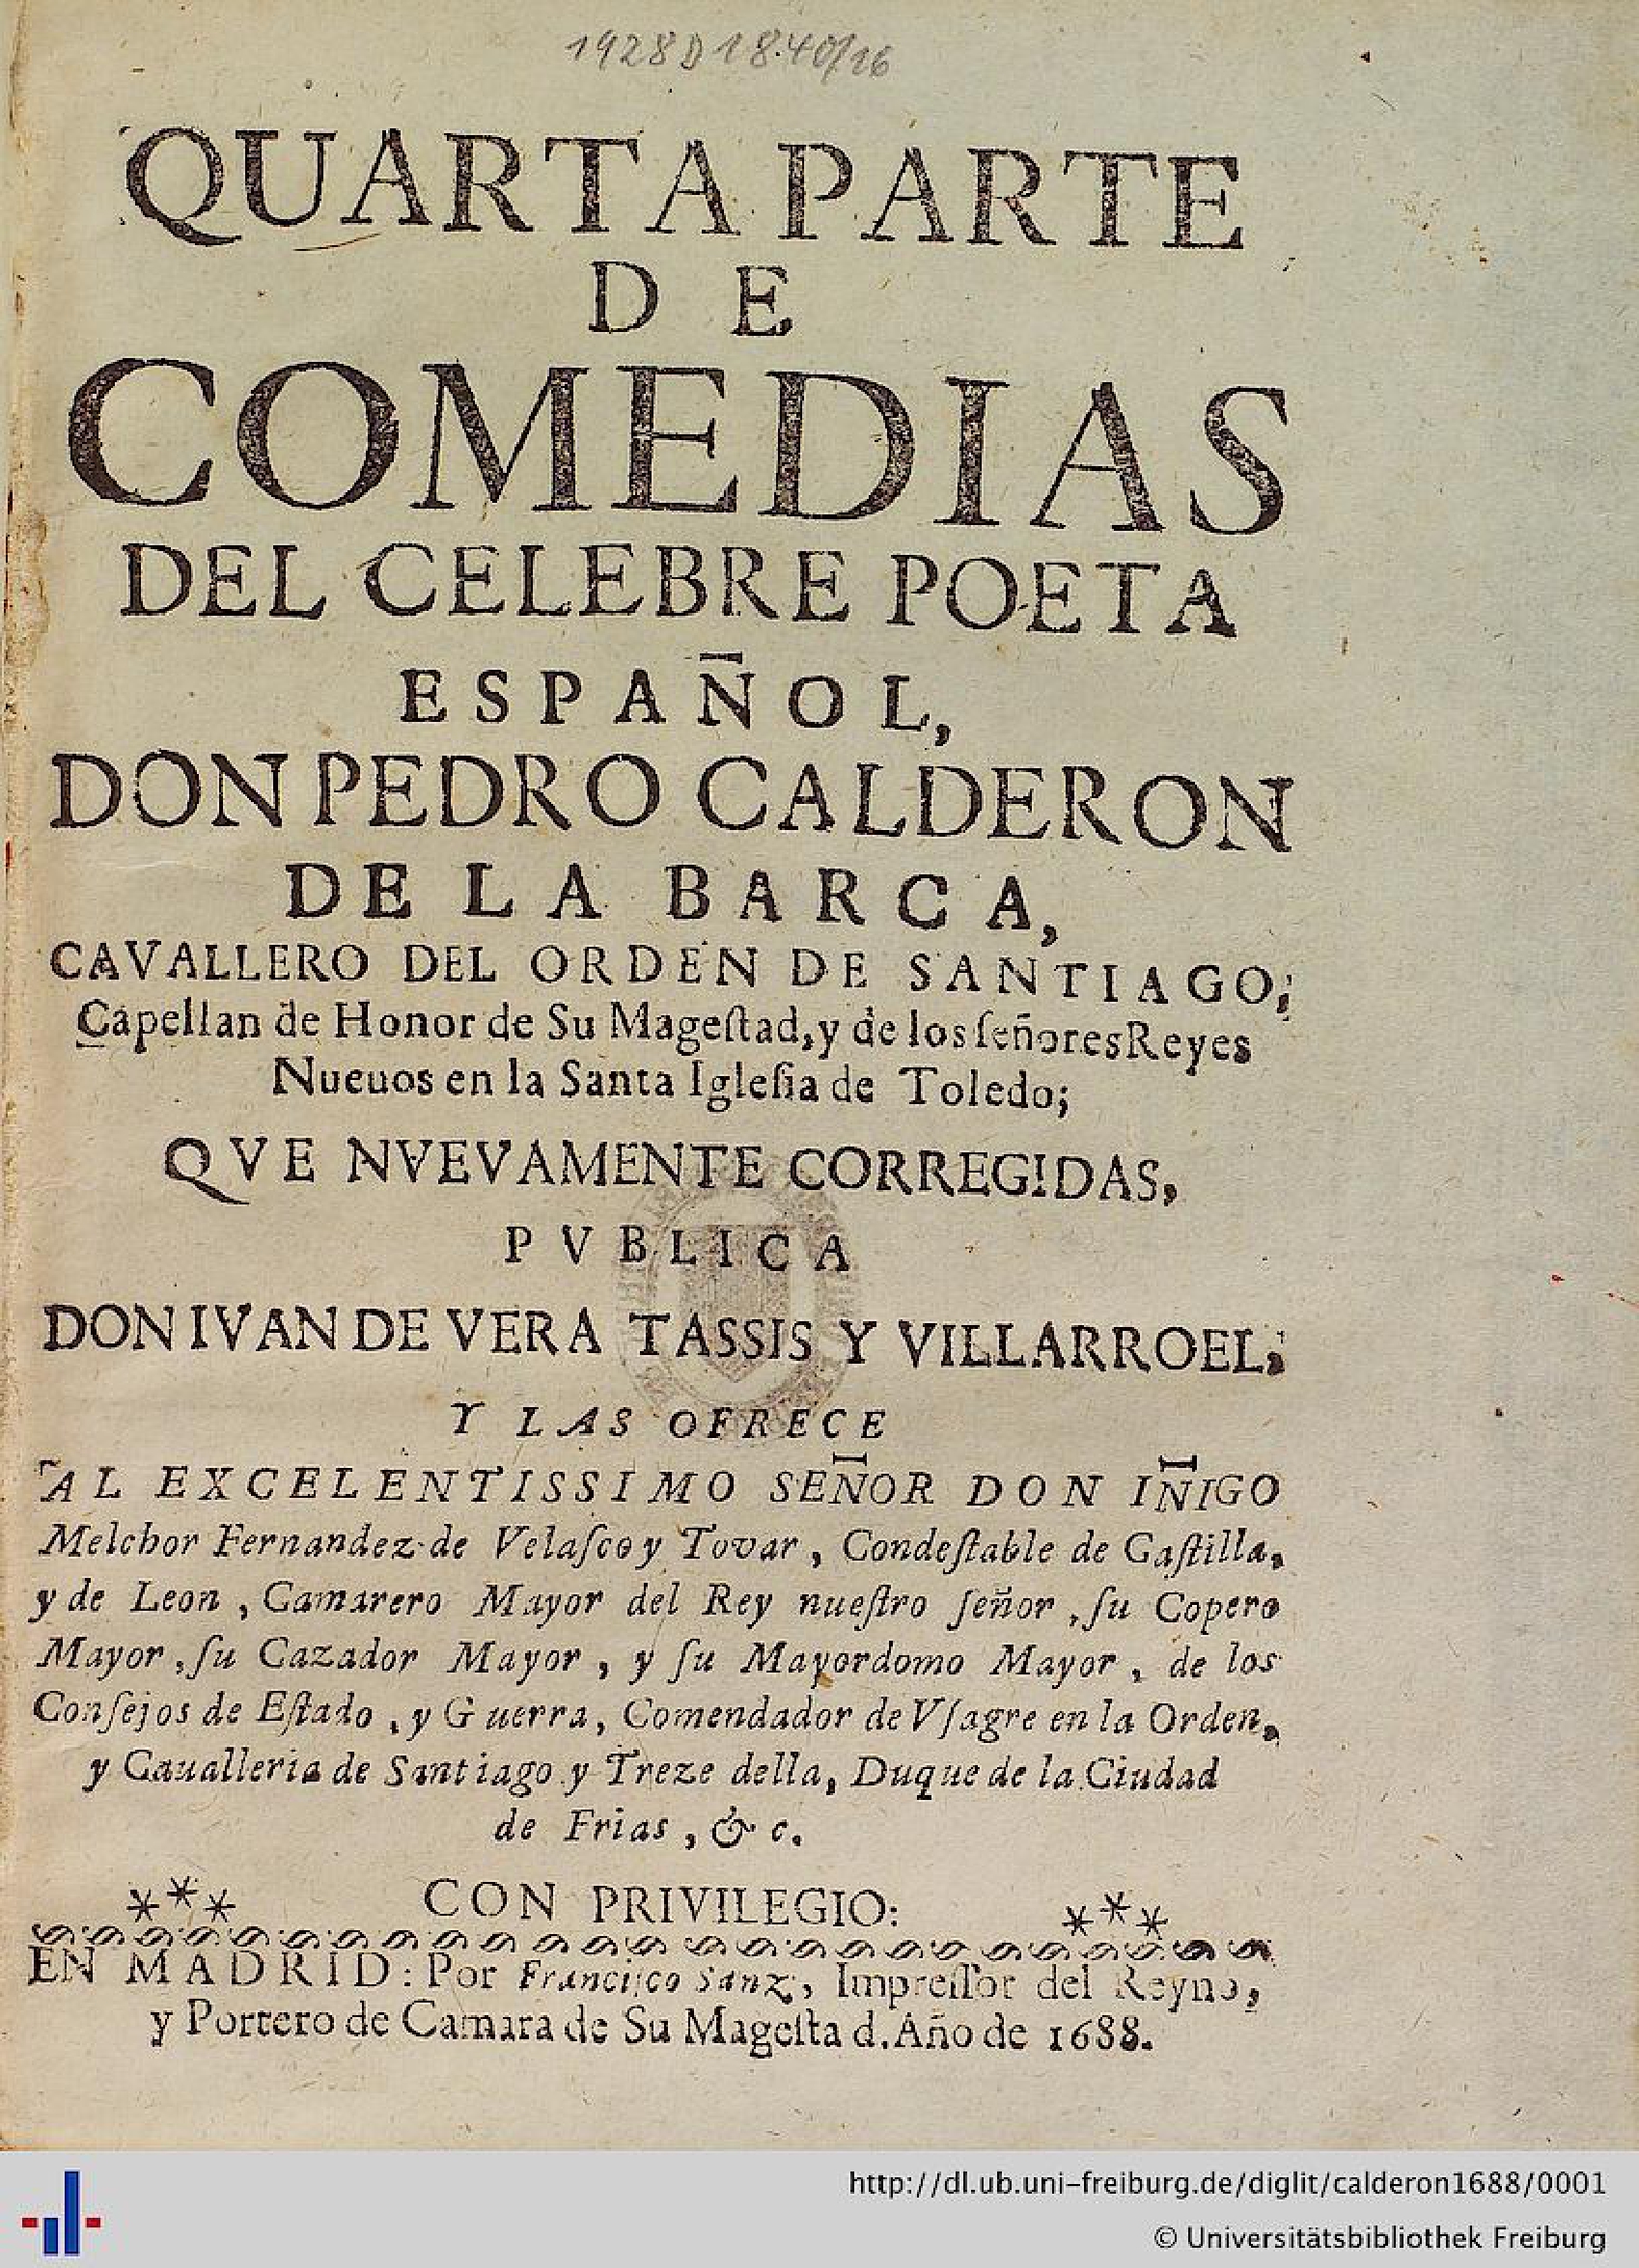 1928 D 1840/16
QUARTA PARTE
DE
COMEDIAS
DEL CELEBRE POETA
ESPAÑOL,
DON PEDRO CALDERON
DE LA BARCA,
CAVALLERO DEL ORDEN DE SANTIAGO;
Capellan de Honor de Su Mageſtad, y de los ſeñores Reyes
Nueuos en la Santa Igleſia de Toledo;
QVE NVEVAMENTE CORREGIDAS,
PVBLICA
DON IVAN DE VERA TASSIS Y VILLARROEL;
Y LAS OFRECE
AL EXCELENTISSIMO SEÑOR DON IÑIGO
Melchor Fernandez de Velaſco y Tovar, Condeſtable de Caſtilla,
y de Leon, Camarero Mayor del Rey nueſtro ſeñor, ſu Copero
Mayor, ſu Cazador Mayor, y ſu Mayordomo Mayor, de los
Conſejos de Eſtado, y Guerra, Comendador de Vſagre en la Orden,
y Caualleria de Santiago y Treze della, Duque de la Ciudad
de Frias, & c.
*** CON PRIVILEGIO: ***
EN MADRID: Por Franciſco Sanz, Impreſſor del Reyno,
y Portero de Camara de Su Mageſtad. Año de 1688.
http://dl.ub.uni-freiburg.de/diglit/calderon1688/0001
© Universitätsbibliothek Freiburg